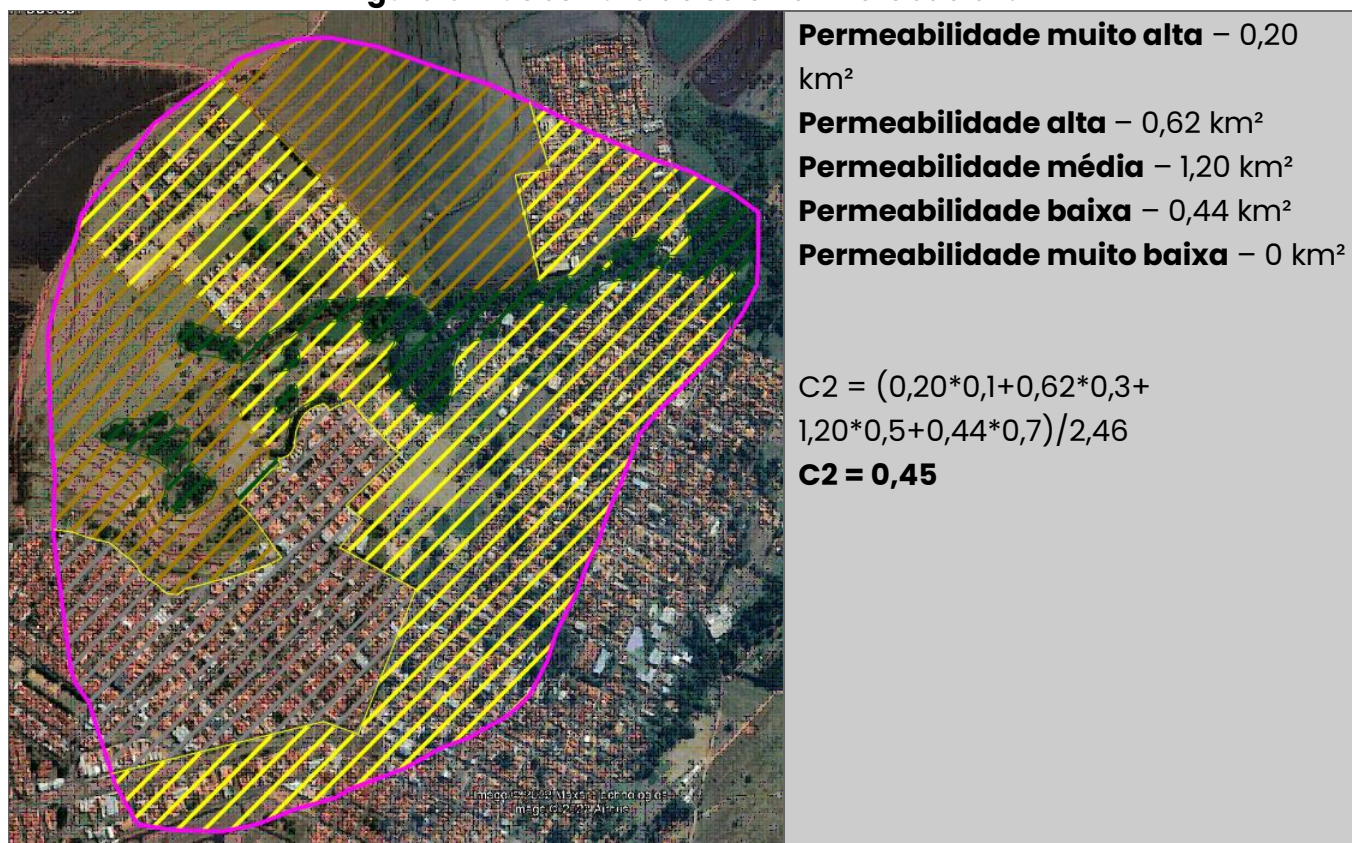 Permeabilidade muito alta – 0,20
km²
Permeabilidade alta – 0,62 km²
Permeabilidade média – 1,20 km²
Permeabilidade baixa – 0,44 km²
Permeabilidade muito baixa – 0 km²
C2 = (0,20*0,1+0,62*0,3+
1,20*0,5+0,44*0,7)/2,46
C2 = 0,45